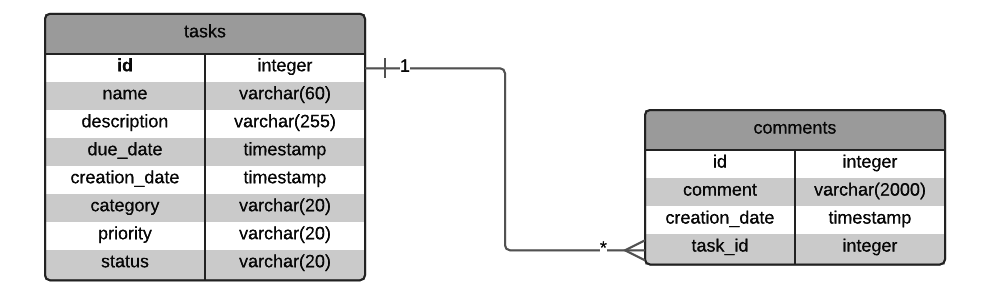 tasks
id integer
name varchar(60)
description varchar(255)
due_date timestamp
creation_date timestamp
category varchar(20)
priority varchar(20)
status varchar(20)
1
*
comments
id integer
comment varchar(2000)
creation_date timestamp
task_id integer